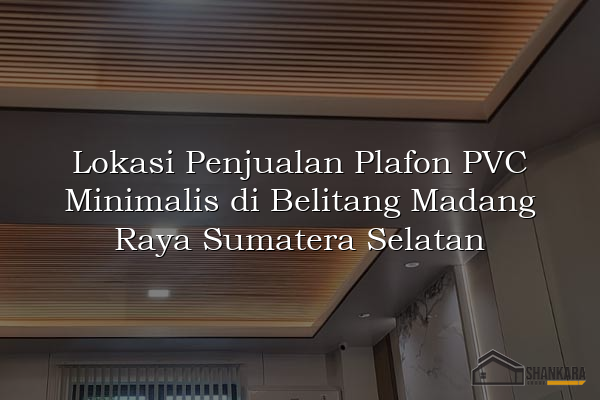 Lokasi Penjualan Plafon PVC
Minimalis di Belitang Madang
Raya Sumatera Selatan
SHANKARA